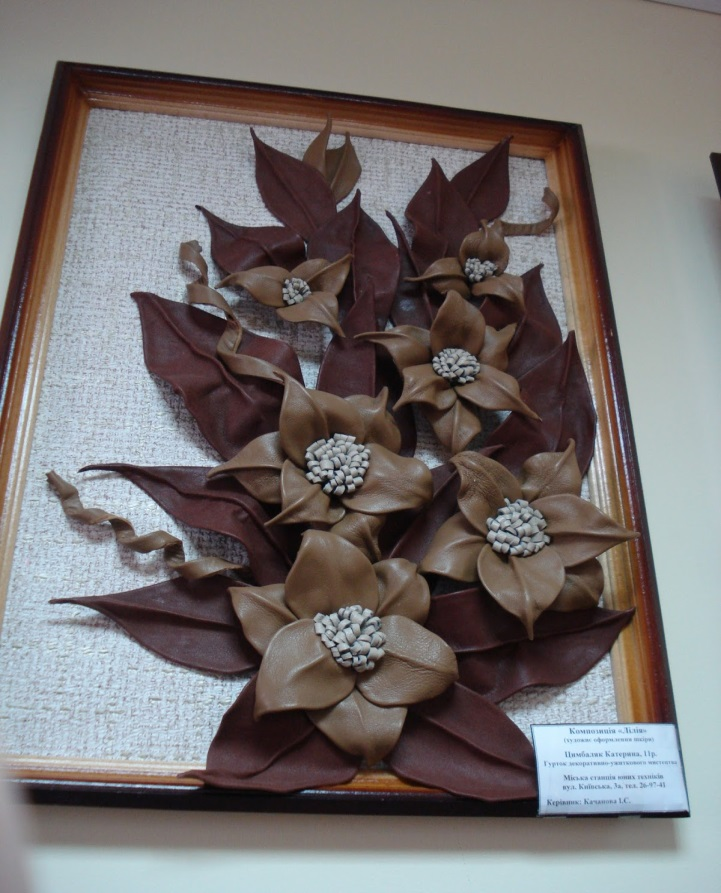 Композиція «Лілія»
(художнє оформлення шкіри)
Цимбалюк Катерина, 11р.
Гурток декоративно-ужиткового мистецтва
Міська станція юних техніків
вул. Київська, 3а, тел. 26-97-41
Керівник: Качанова І.С.